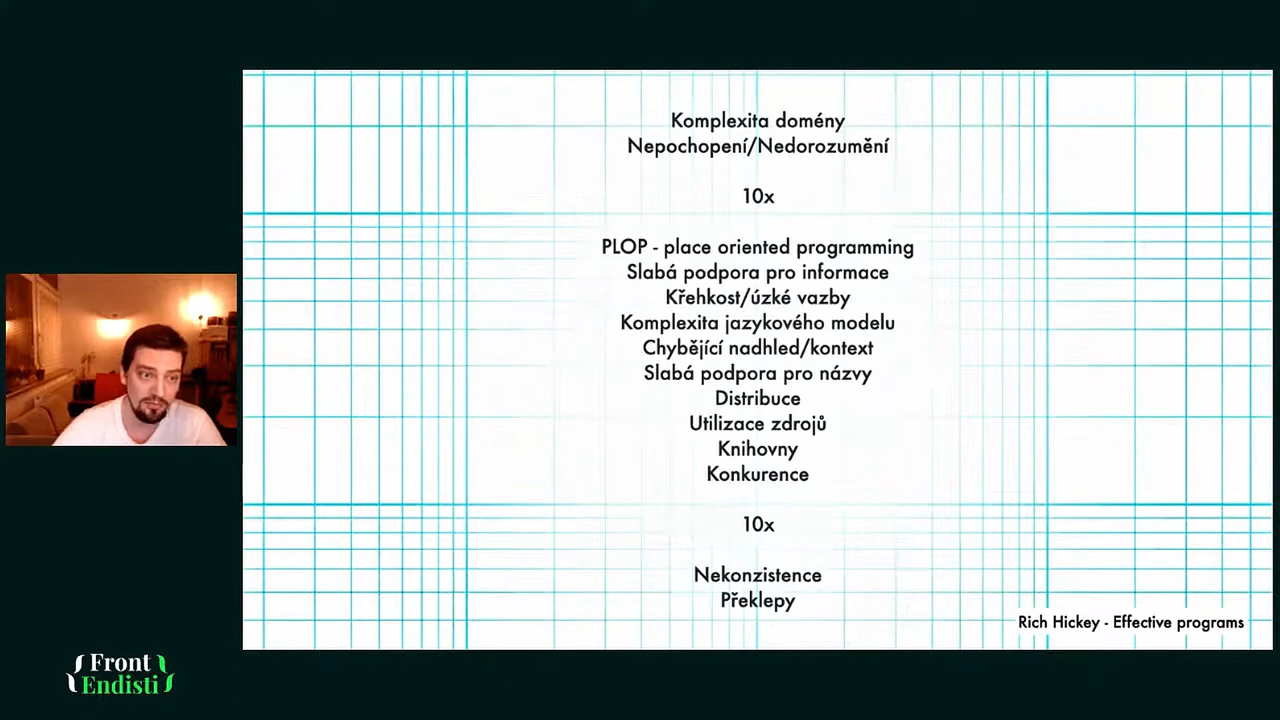 Komplexita domény
Nepochopení/Nedorozumění
10x
PLOP - place oriented programming
Slabá podpora pro informace
Křehkost/úzké vazby
Komplexita jazykového modelu
Chybějící nadhled/kontext
Slabá podpora pro názvy
Distribuce
Utilizace zdrojů
Knihovny
Konkurence
10x
Nekonzistence
Překlepy
Rich Hickey - Effective programs
{Front
Endisti}